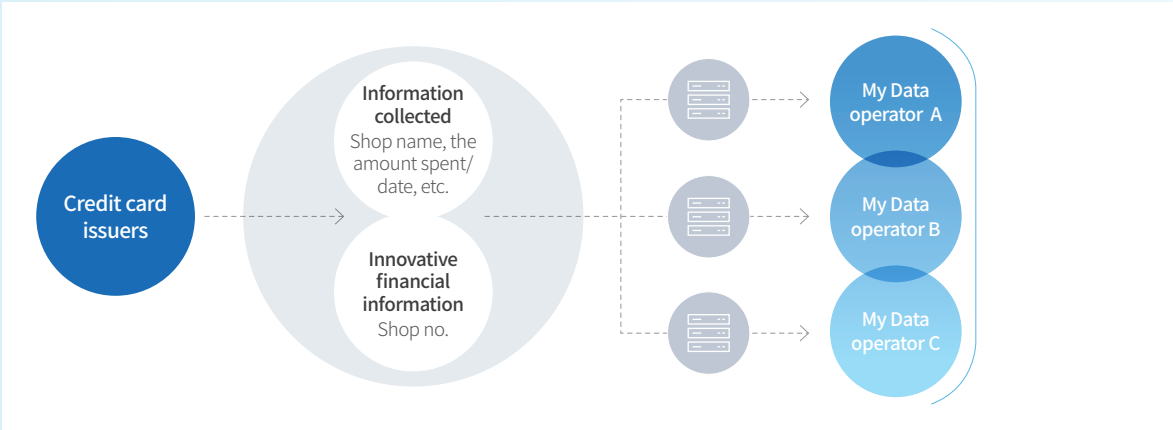 Credit card
issuers
Information
collected
Shop name, the
amount spent/
date, etc.
Innovative
financial
information
Shop no.
My Data
operator A
My Data
operator B
My Data
operator C